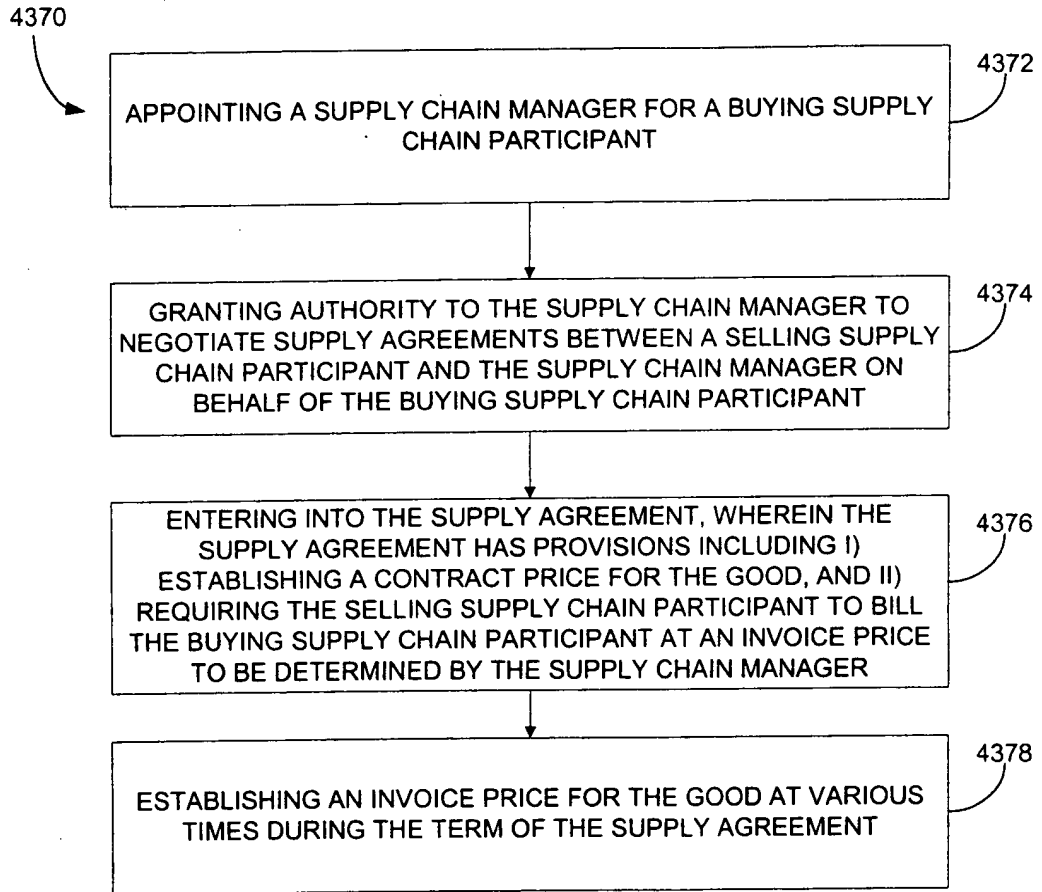 4370
4372
APPOINTING A SUPPLY CHAIN MANAGER FOR A BUYING SUPPLY
CHAIN PARTICIPANT
4374
GRANTING AUTHORITY TO THE SUPPLY CHAIN MANAGER TO
NEGOTIATE SUPPLY AGREEMENTS BETWEEN A SELLING SUPPLY
CHAIN PARTICIPANT AND THE SUPPLY CHAIN MANAGER ON
BEHALF OF THE BUYING SUPPLY CHAIN PARTICIPANT
4376
ENTERING INTO THE SUPPLY AGREEMENT, WHEREIN THE
SUPPLY AGREEMENT HAS PROVISIONS INCLUDING I)
ESTABLISHING A CONTRACT PRICE FOR THE GOOD, AND II)
REQUIRING THE SELLING SUPPLY CHAIN PARTICIPANT TO BILL
THE BUYING SUPPLY CHAIN PARTICIPANT AT AN INVOICE PRICE
TO BE DETERMINED BY THE SUPPLY CHAIN MANAGER
4378
ESTABLISHING AN INVOICE PRICE FOR THE GOOD AT VARIOUS
TIMES DURING THE TERM OF THE SUPPLY AGREEMENT